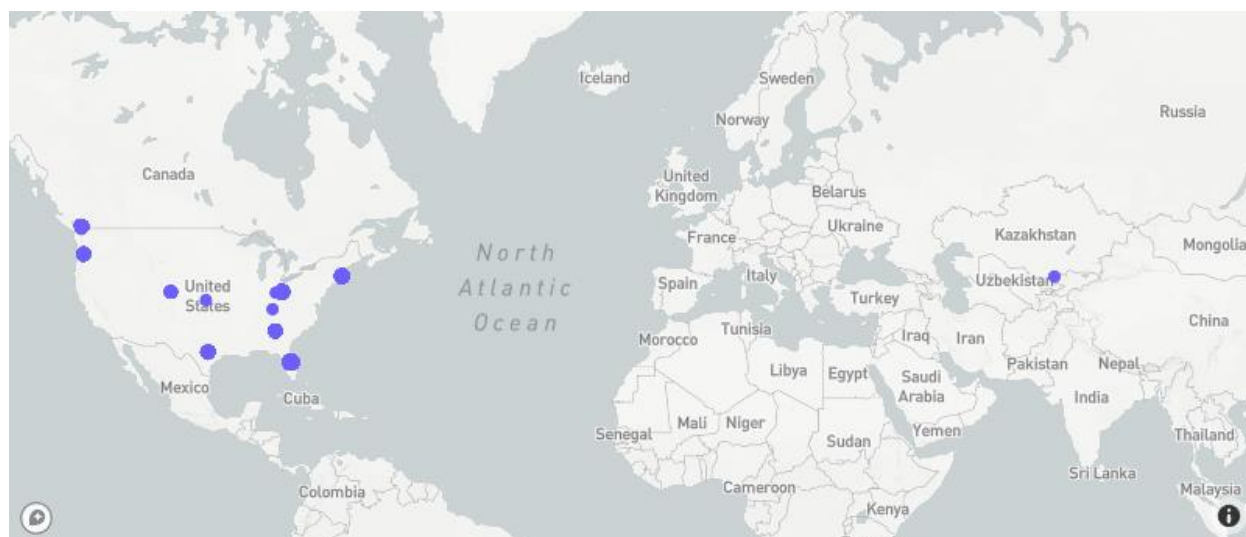 Iceland
Sweden
Norway
Russia
Canada
United
Kingdom
Belarus
Ukraine
Kazakhstan
Mongolia
France
North
Atlantic
Ocean
Italy
Spain
Uzbekistan
United
States
Turkey
China
Morocco
Tunisia
Iraq
Iran
Pakistan
Nepal
Libya
Egypt
Saudi
Arabia
India
Mexico
Cuba
Mali
Niger
Senegal
Sudan
Yemen
Thailand
Sri Lanka
Colombia
Cameroon
Malaysia
Kenya
i